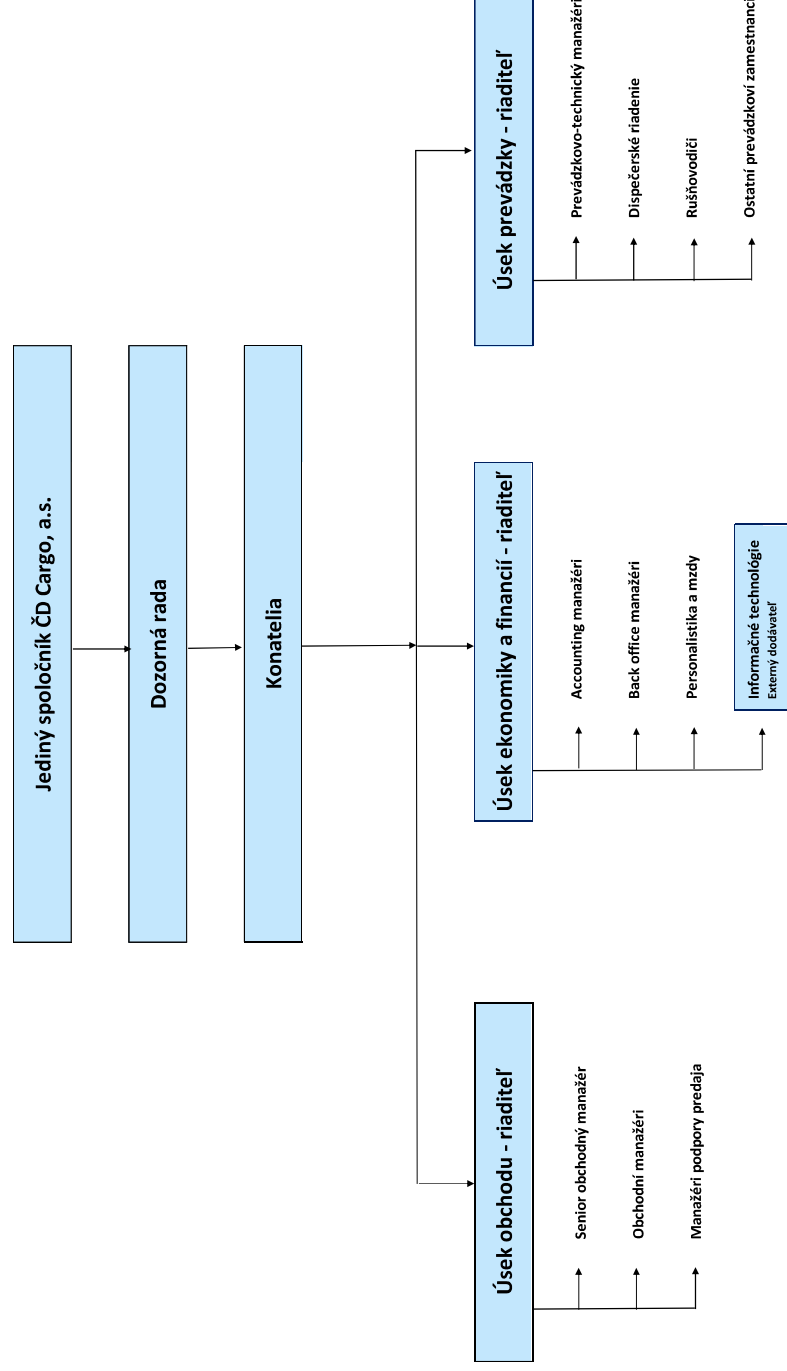 Jediný spoločník ČD Cargo, a.s.
Dozorná rada
Konatelia
Úsek obchodu - riaditeľ
Senior obchodný manažér
Obchodní manažéri
Manažéri podpory predaja
Úsek ekonomiky a financií - riaditeľ
Accounting manažéri
Back office manažéri
Personalistika a mzdy
Informačné technológie
Externý dodávateľ
Úsek prevádzky - riaditeľ
Prevádzkovo-technický manažéri
Dispečerské riadenie
Rušňovodiči
Ostatní prevádzkoví zamestnanci